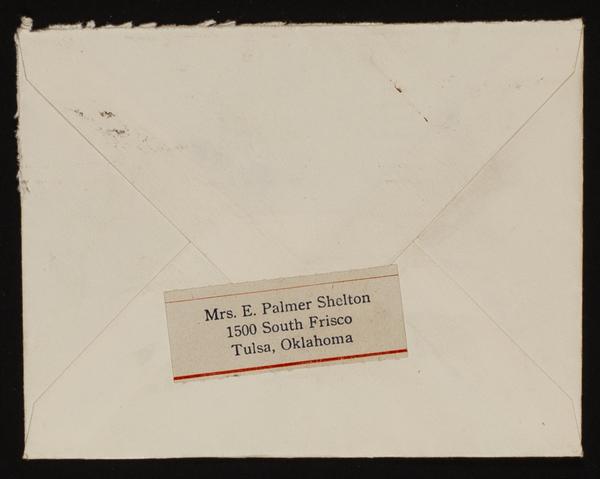 Mrs. E. Palmer Shelton
1500 South Frisco
Tulsa, Oklahoma